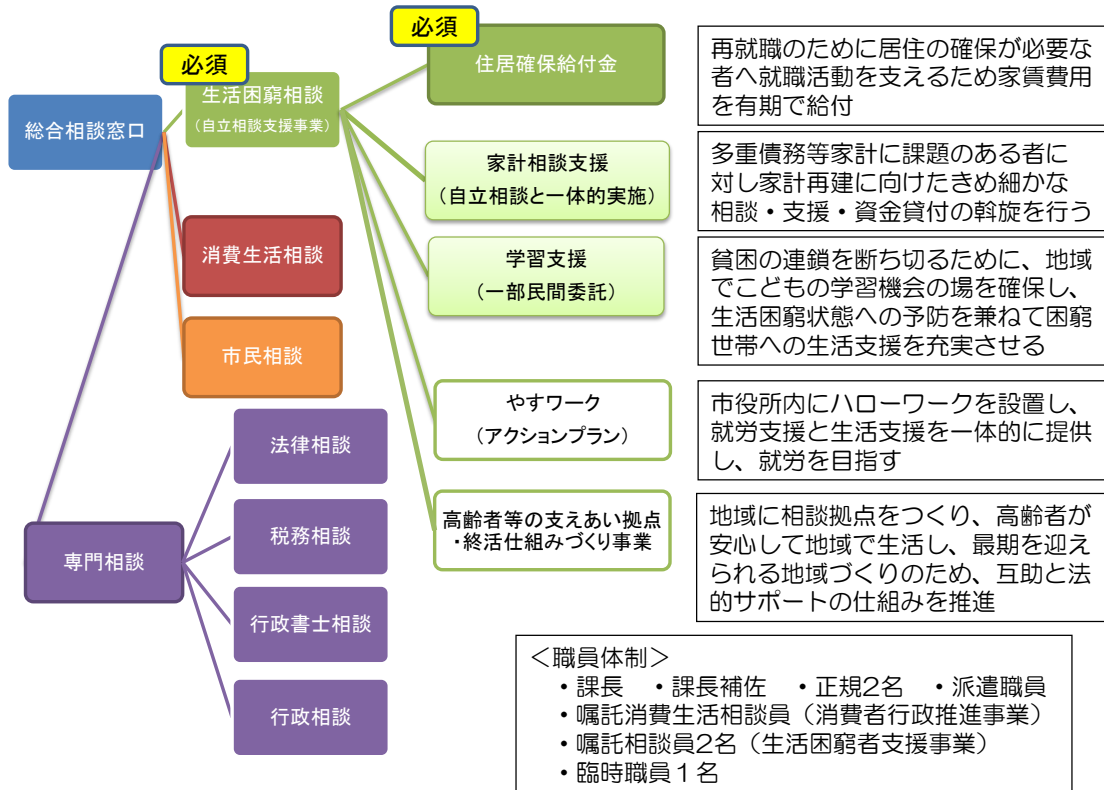 必須
住居確保給付金
再就職のために居住の確保が必要な
者へ就職活動を支えるため家賃費用
を有期で給付
必須
生活困窮相談
（自立相談支援事業）
総合相談窓口
家計相談支援
（自立相談と一体的実施）
多重債務等家計に課題のある者に
対し家計再建に向けたきめ細かな
相談・支援・資金貸付の斡旋を行う
消費生活相談
学習支援
（一部民間委託）
貧困の連鎖を断ち切るために、地域
でこどもの学習機会の場を確保し、
生活困窮状態への予防を兼ねて困窮
世帯への生活支援を充実させる
市民相談
やすワーク
（アクションプラン）
市役所内にハローワークを設置し、
就労支援と生活支援を一体的に提供
し、就労を目指す
法律相談
高齢者等の支えあい拠点
・終活仕組みづくり事業
地域に相談拠点をつくり、高齢者が
安心して地域で生活し、最期を迎え
られる地域づくりのため、互助と法
的サポートの仕組みを推進
税務相談
専門相談
行政書士相談
行政相談
＜職員体制＞
・課長　・課長補佐　・正規2名　・派遣職員
・嘱託消費生活相談員（消費者行政推進事業）
・嘱託相談員2名（生活困窮者支援事業）
・臨時職員１名